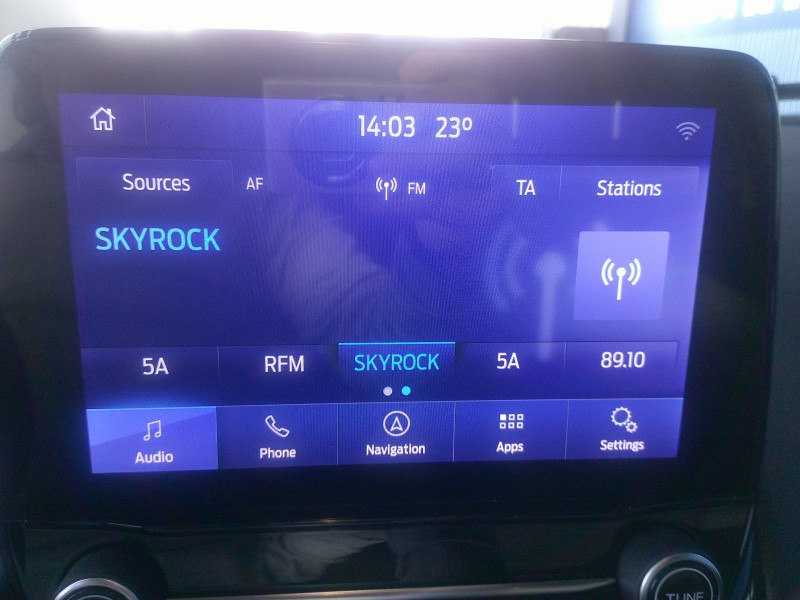 14:03 23º
Sources AF FM TA Stations
SKYROCK
5A RFM SKYROCK 5A 89.10
Audio Phone Navigation Apps Settings
TUNE